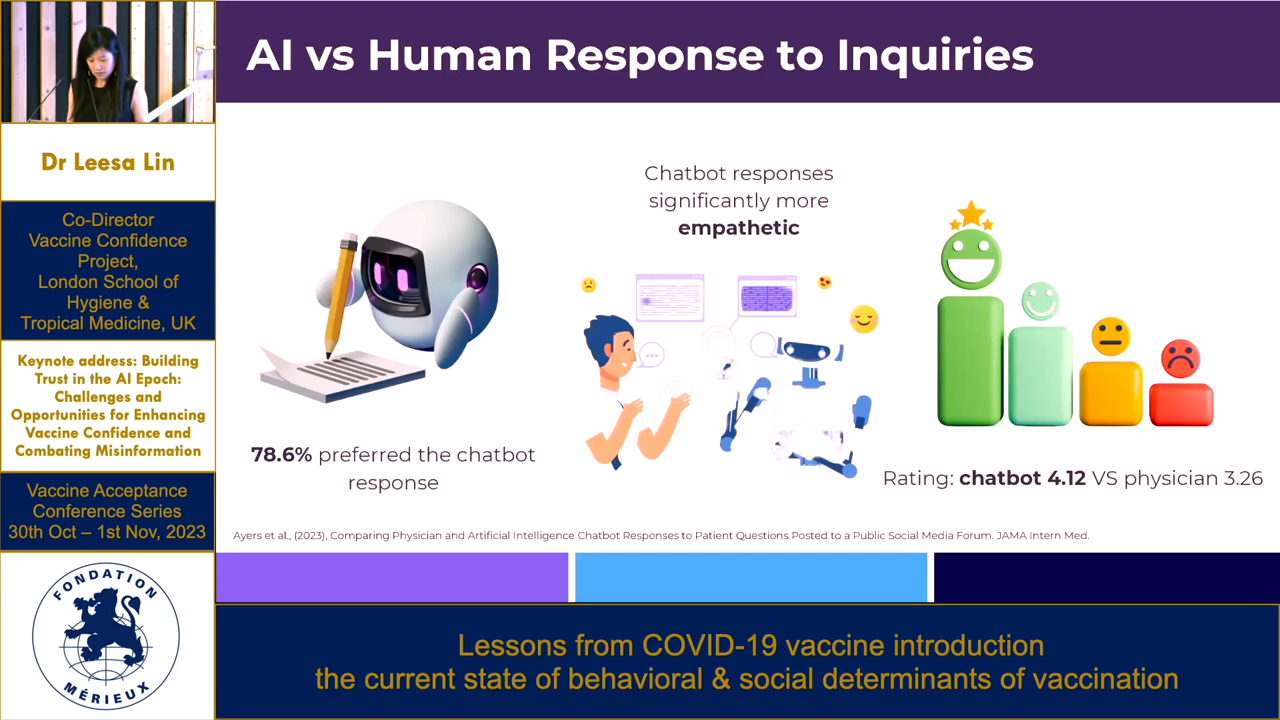 AI vs Human Response to Inquiries
Dr Leesa Lin
Co-Director
Vaccine Confidence
Project,
London School of
Hygiene &
Tropical Medicine, UK
Keynote address: Building
Trust in the AI Epoch:
Challenges and
Opportunities for Enhancing
Vaccine Confidence and
Combating Misinformation
Vaccine Acceptance
Conference Series
30th Oct – 1st Nov, 2023
FONDATION
MÉRIEUX
78.6% preferred the chatbot
response
Chatbot responses
significantly more
empathetic
Rating: chatbot 4.12 VS physician 3.26
Ayers et al., (2023), Comparing Physician and Artificial Intelligence Chatbot Responses to Patient Questions Posted to a Public Social Media Forum. JAMA Intern Med.
Lessons from COVID-19 vaccine introduction
the current state of behavioral & social determinants of vaccination